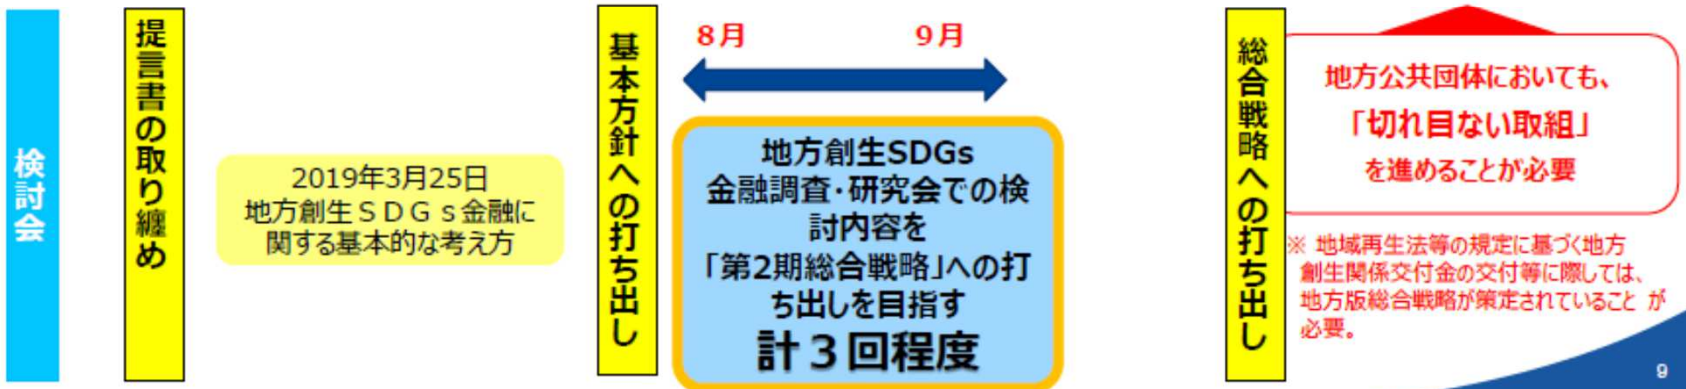 検討会
提言書の取り纏め
2019年3月25日
地方創生ＳＤＧｓ金融に
関する基本的な考え方
基本方針への打ち出し
8月
9月
地方創生SDGs
金融調査・研究会での検
討内容を
「第2期総合戦略」への打
ち出しを目指す
計３回程度
総合戦略への打ち出し
地方公共団体においても、
「切れ目ない取組」
を進めることが必要
※ 地域再生法等の規定に基づく地方
創生関係交付金の交付等に際しては、
地方版総合戦略が策定されていること が
必要。
9